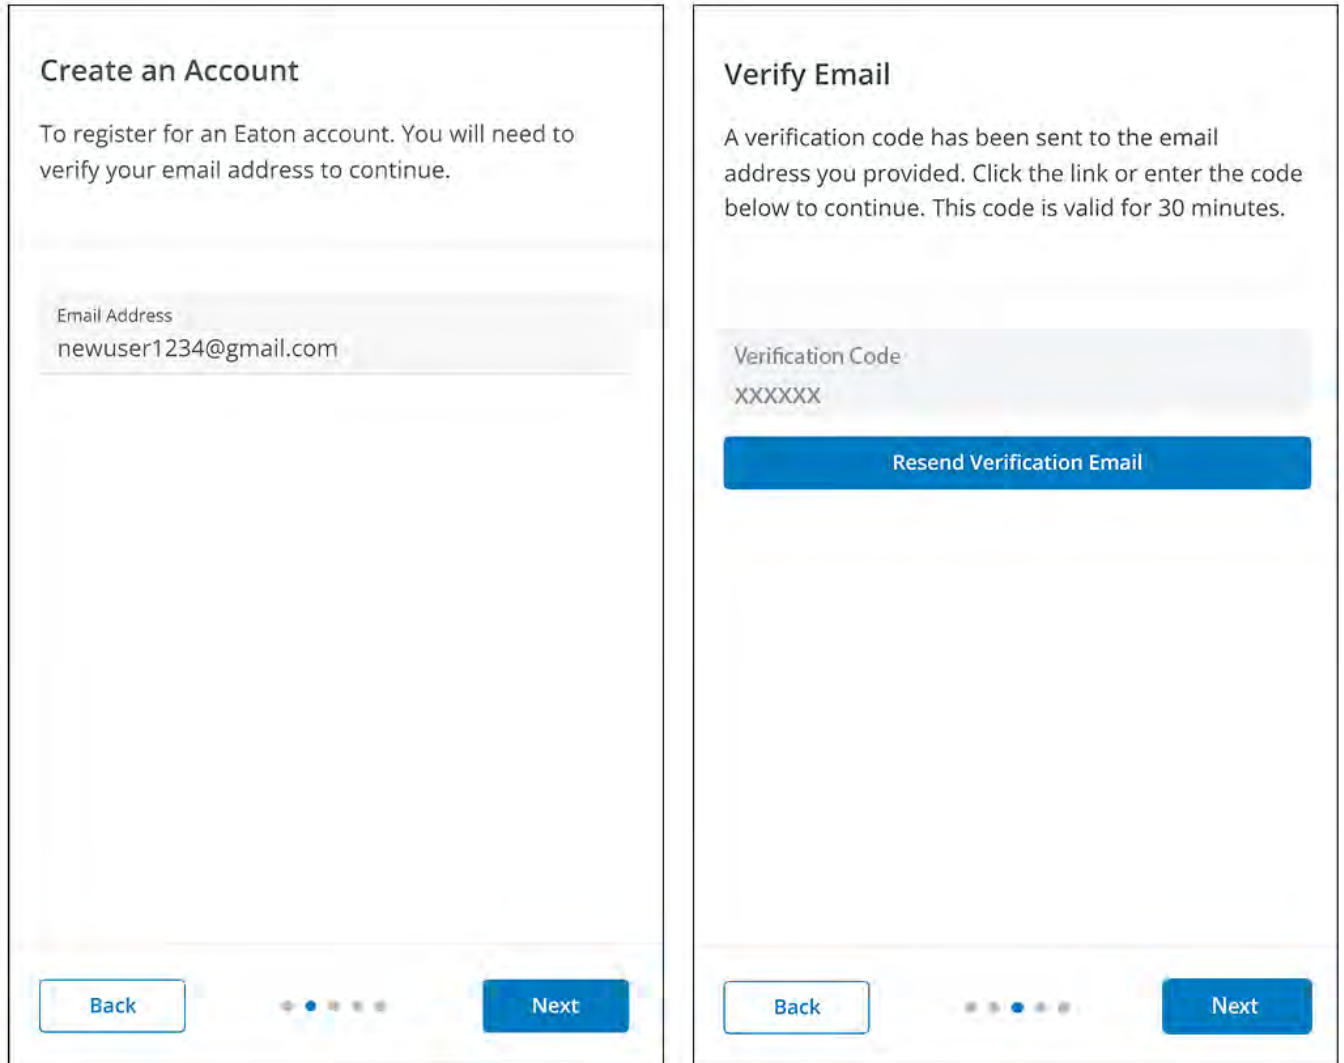 Create an Account
To register for an Eaton account. You will need to
verify your email address to continue.
Email Address
newuser1234@gmail.com
Back
Next
Verify Email
A verification code has been sent to the email
address you provided. Click the link or enter the code
below to continue. This code is valid for 30 minutes.
Verification Code
XXXXXX
Resend Verification Email
Back
Next